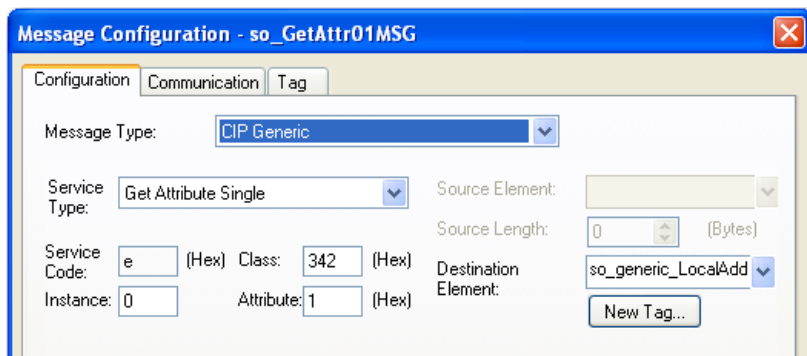 Message Configuration - so_GetAttr01MSG
Configuration Communication Tag
Message Type: CIP Generic
Service Type: Get Attribute Single
Source Element:
Source Length: 0 (Bytes)
Service Code: e (Hex) Class: 342 (Hex)
Destination Element: so_generic_LocalAdd
Instance: 0 Attribute: 1 (Hex)
New Tag...